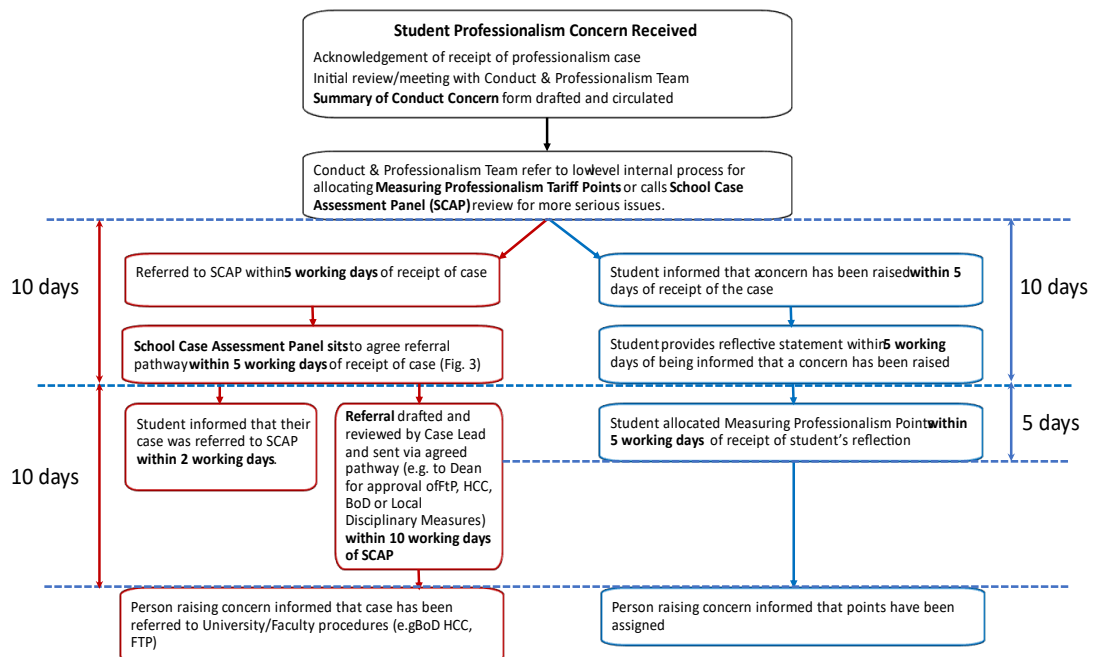 Student Professionalism Concern Received
Acknowledgement of receipt of professionalism case
Initial review/meeting with Conduct & Professionalism Team
Summary of Conduct Concern form drafted and circulated
Conduct & Professionalism Team refer to low-level internal process for
allocating Measuring Professionalism Tariff Points or calls School Case
Assessment Panel (SCAP) review for more serious issues.
10 days
Referred to SCAP within 5 working days of receipt of case
School Case Assessment Panel sits to agree referral
pathway within 5 working days of receipt of case (Fig. 3)
Student informed that a concern has been raised within 5
days of receipt of the case
Student provides reflective statement within 5 working
days of being informed that a concern has been raised
10 days
10 days
Student informed that their
case was referred to SCAP
within 2 working days.
Referral drafted and
reviewed by Case Lead
and sent via agreed
pathway (e.g. to Dean
for approval of FtP, HCC,
BoD or Local
Disciplinary Measures)
within 10 working days
of SCAP
Student allocated Measuring Professionalism Points within
5 working days of receipt of student's reflection
5 days
Person raising concern informed that case has been
referred to University/Faculty procedures (e.g BoD HCC,
FTP)
Person raising concern informed that points have been
assigned